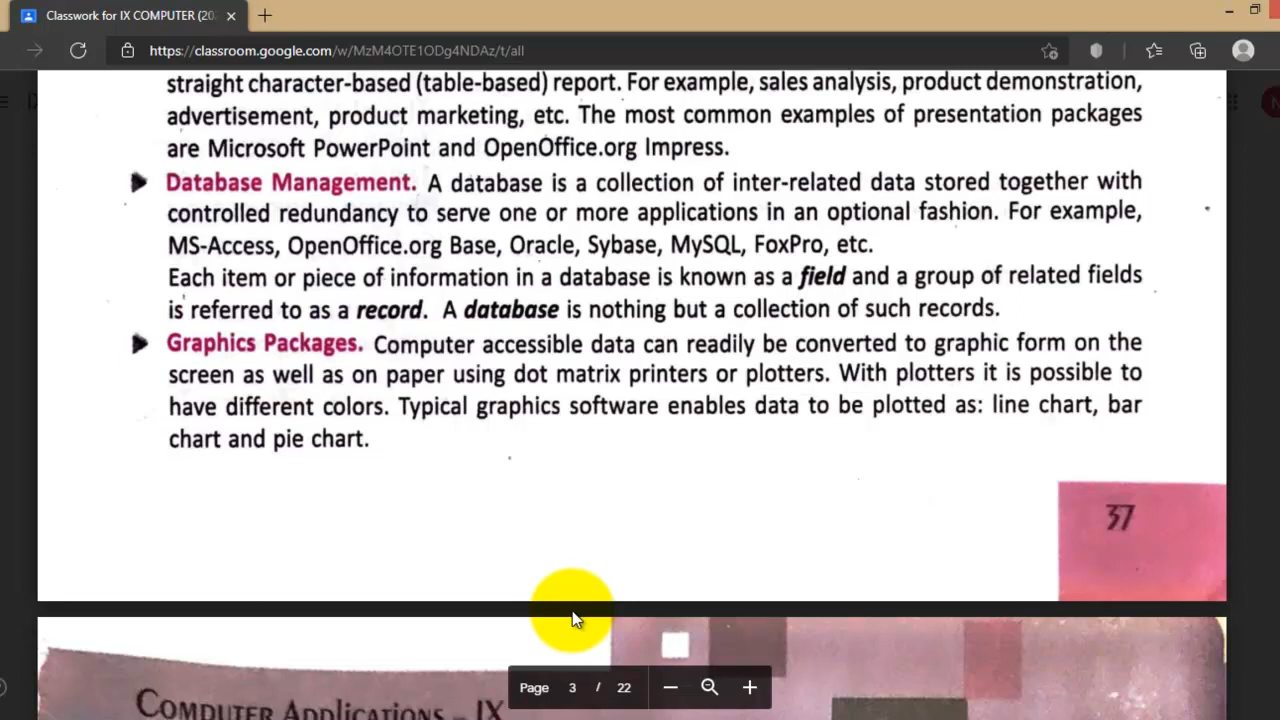 Classwork for IX COMPUTER (20
https://classroom.google.com/w/MzM4OTE1ODg4NDAz/t/all
straight character-based (table-based) report. For example, sales analysis, product demonstration,
advertisement, product marketing, etc. The most common examples of presentation packages
are Microsoft PowerPoint and OpenOffice.org Impress.
Database Management. A database is a collection of inter-related data stored together with
controlled redundancy to serve one or more applications in an optional fashion. For example,
MS-Access, OpenOffice.org Base, Oracle, Sybase, MySQL, FoxPro, etc.
Each item or piece of information in a database is known as a field and a group of related fields
is referred to as a record. A database is nothing but a collection of such records.
Graphics Packages. Computer accessible data can readily be converted to graphic form on the
screen as well as on paper using dot matrix printers or plotters. With plotters it is possible to
have different colors. Typical graphics software enables data to be plotted as: line chart, bar
chart and pie chart.
37
Page 3 / 22
COMPUTER APPLICATIONS – IX